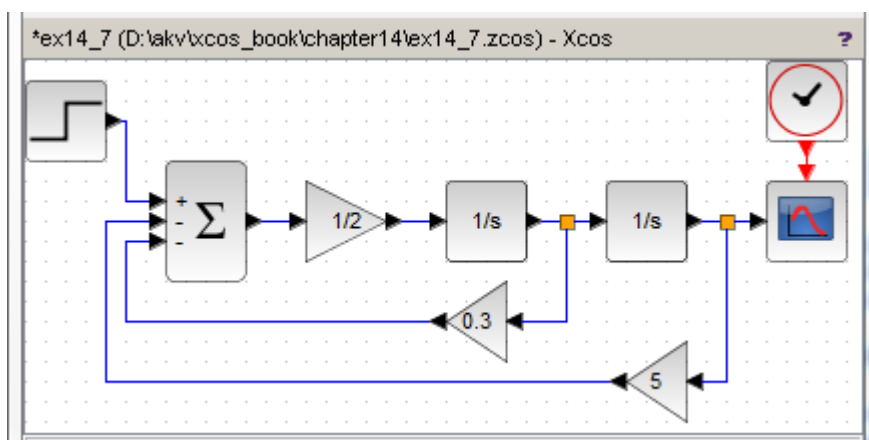 *ex14_7 (D:\akv\xcos_book\chapter14\ex14_7.zcos) - Xcos ?
+
-
-
Σ
1/2
1/s
1/s
0.3
5